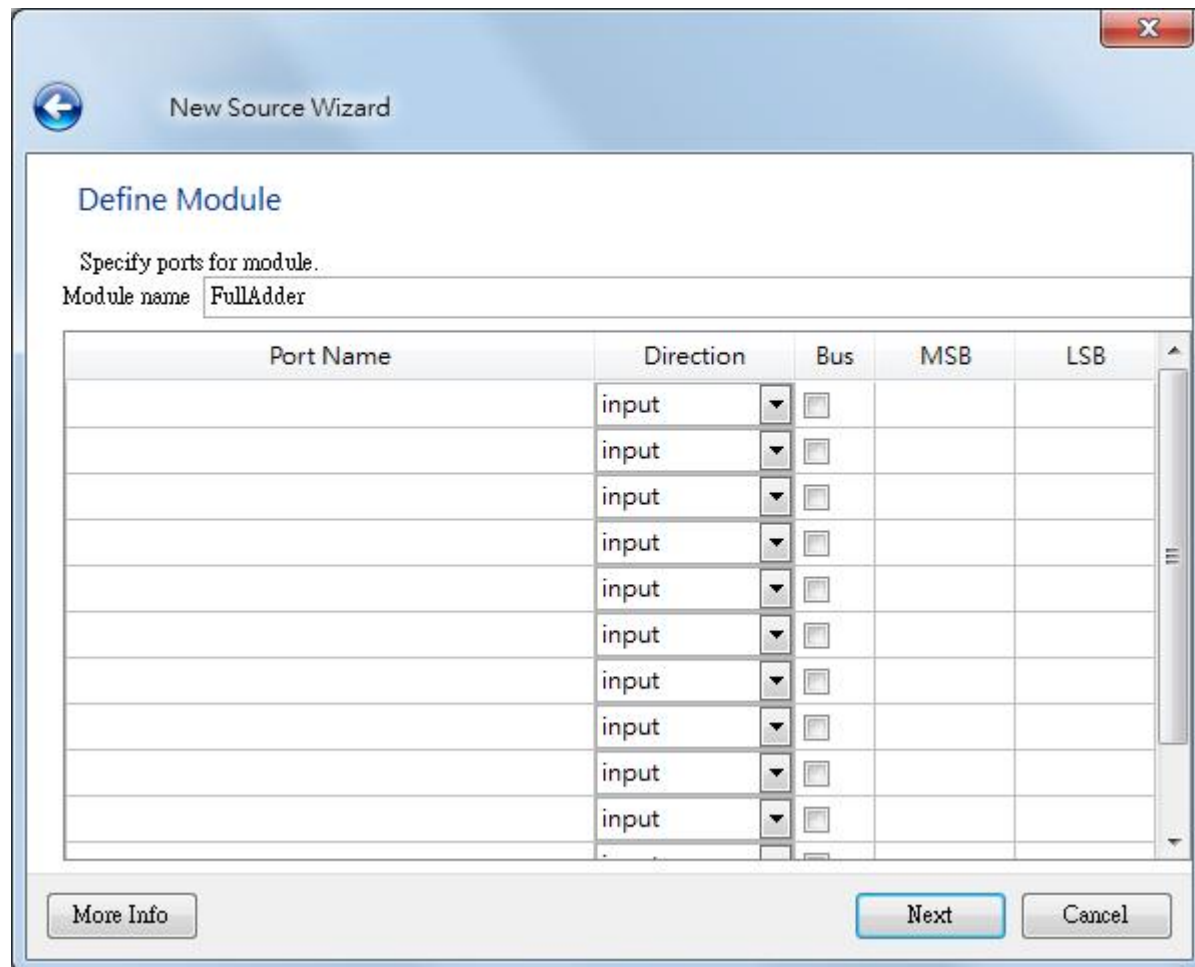 New Source Wizard
Define Module
Specify ports for module.
Module name FullAdder
Port Name Direction Bus MSB LSB
input
input
input
input
input
input
input
input
input
input
More Info Next Cancel